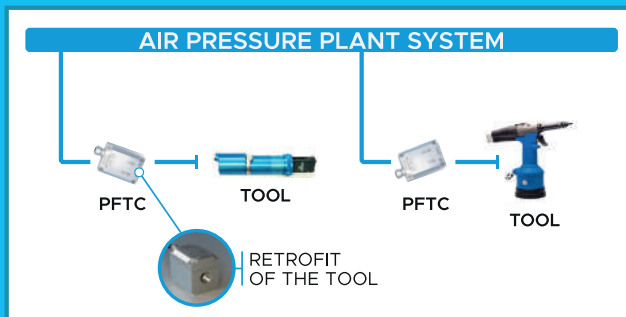 AIR PRESSURE PLANT SYSTEM
PFTC
TOOL
PFTC
TOOL
RETROFIT
OF THE TOOL